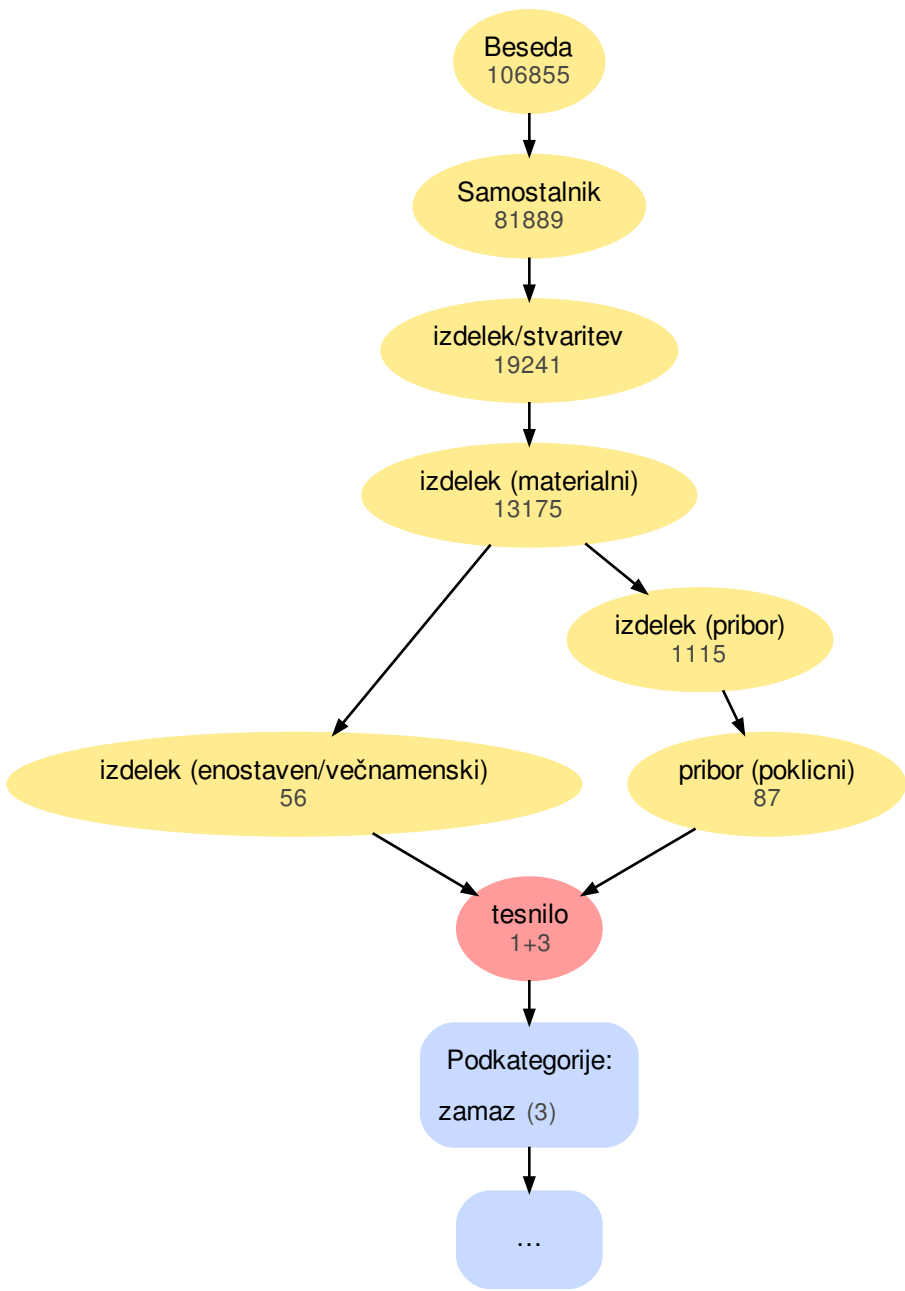 Beseda
106855
Samostalnik
81889
izdelek/stvaritev
19241
izdelek (materialni)
13175
izdelek (pribor)
1115
izdelek (enostaven/večnamenski)
56
pribor (poklicni)
87
tesnilo
1+3
Podkategorije:
zamaz (3)
…